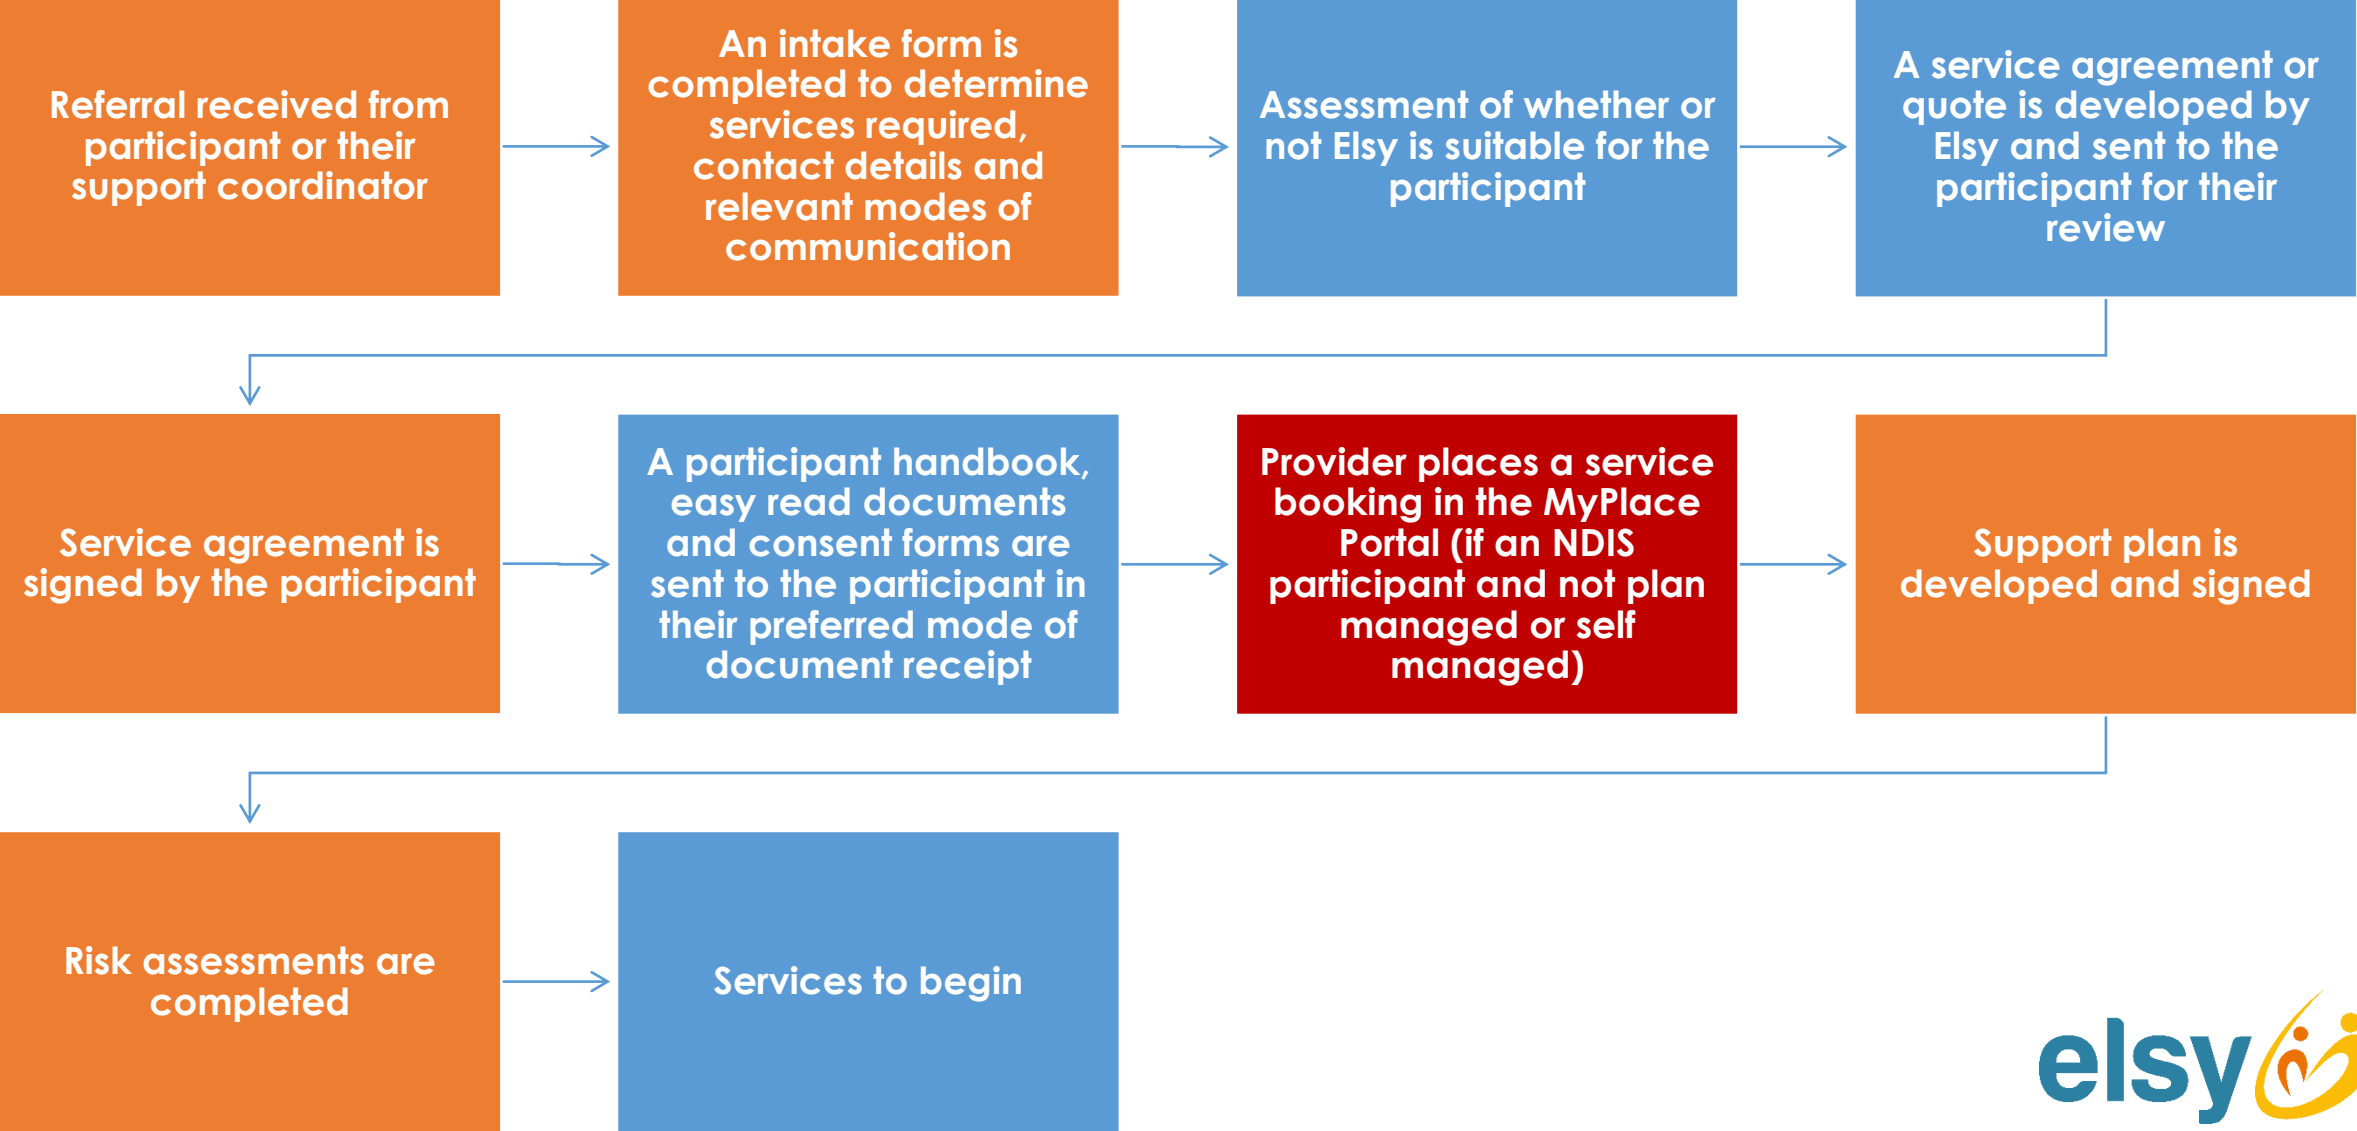 Referral received from
participant or their
support coordinator
An intake form is
completed to determine
services required,
contact details and
relevant modes of
communication
Assessment of whether or
not Elsy is suitable for the
participant
A service agreement or
quote is developed by
Elsy and sent to the
participant for their
review
Service agreement is
signed by the participant
A participant handbook,
easy read documents
and consent forms are
sent to the participant in
their preferred mode of
document receipt
Provider places a service
booking in the MyPlace
Portal (if an NDIS
participant and not plan
managed or self
managed)
Support plan is
developed and signed
Risk assessments are
completed
Services to begin
elsy